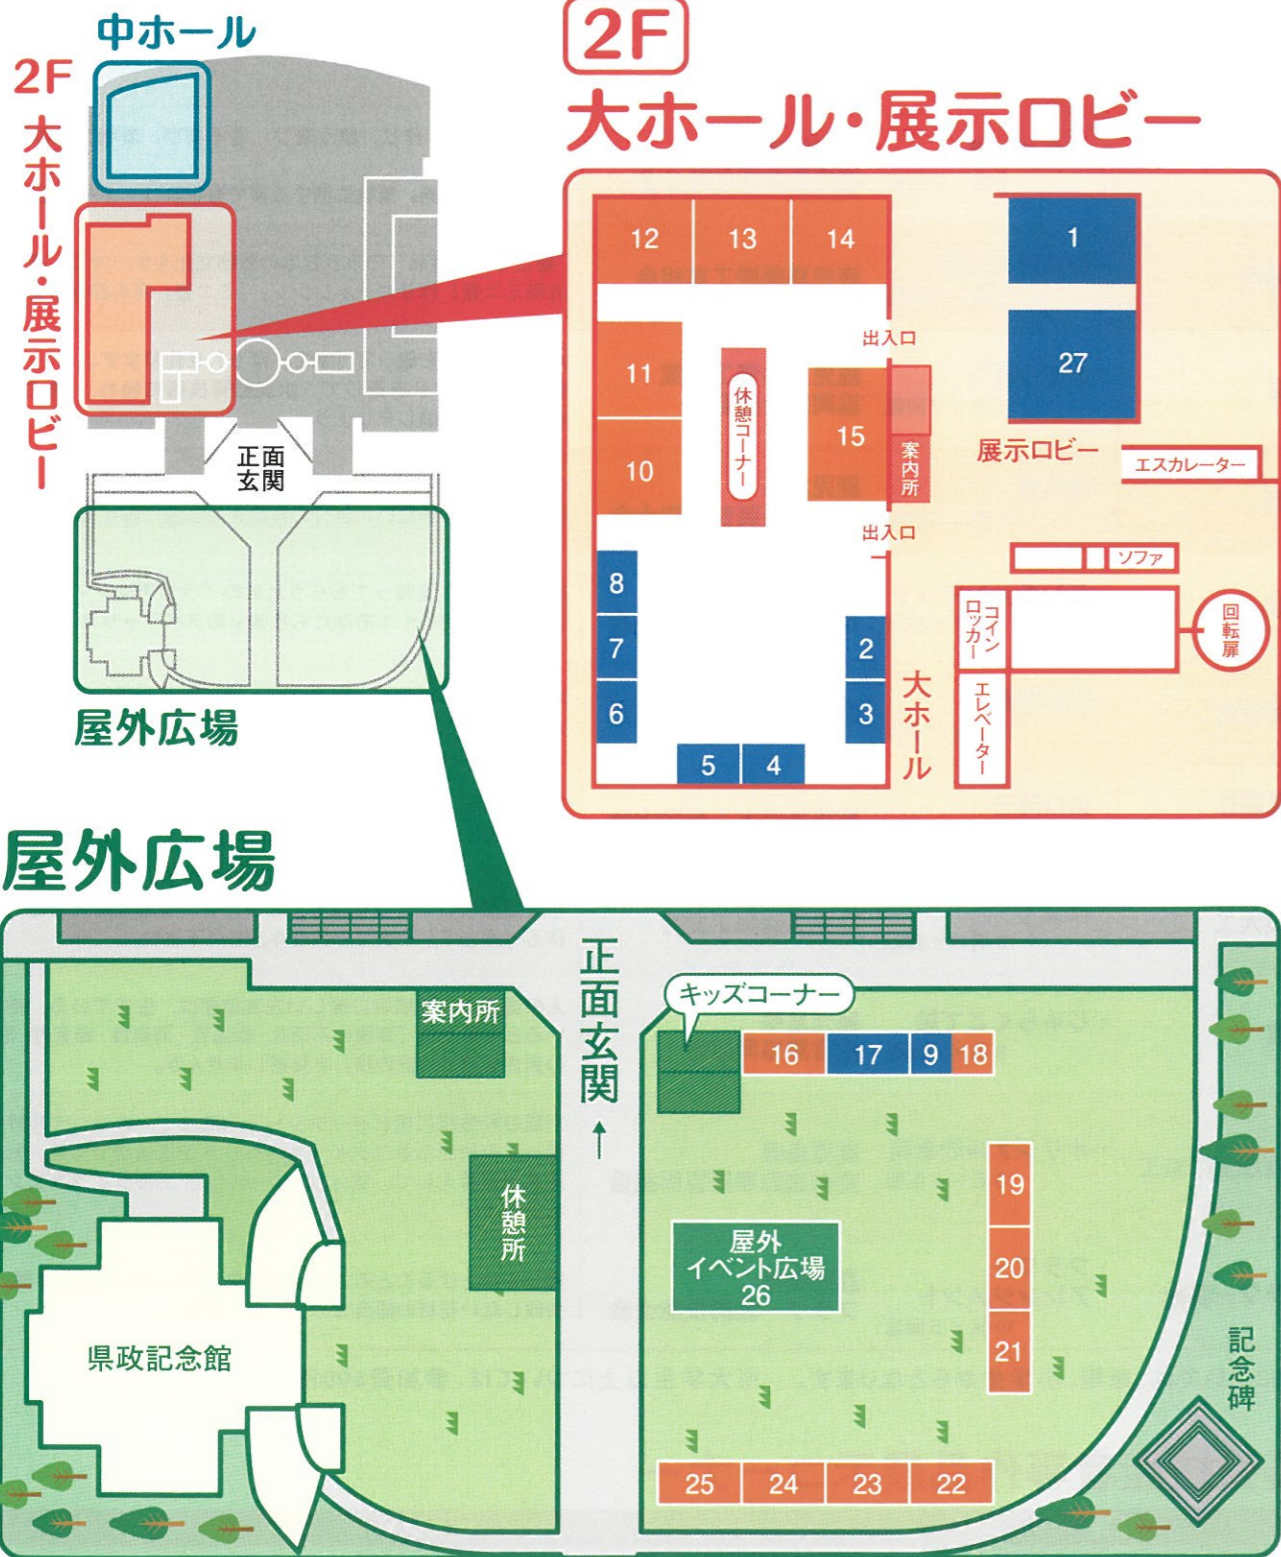 中ホール
2F
大ホール・展示ロビー
正面
玄関
屋外広場
2F
大ホール・展示ロビー
12
13
14
1
出入口
11
休憩コーナー
15
27
案内所
展示ロビー
10
エスカレーター
出入口
8
ソファ
7
2
コイン
ロッカー
回転扉
6
3
大ホール
エレベーター
5
4
屋外広場
正面玄関
↑
案内所
キッズコーナー
16
17
9
18
休憩所
19
屋外
イベント広場
26
20
21
県政記念館
記念碑
25
24
23
22